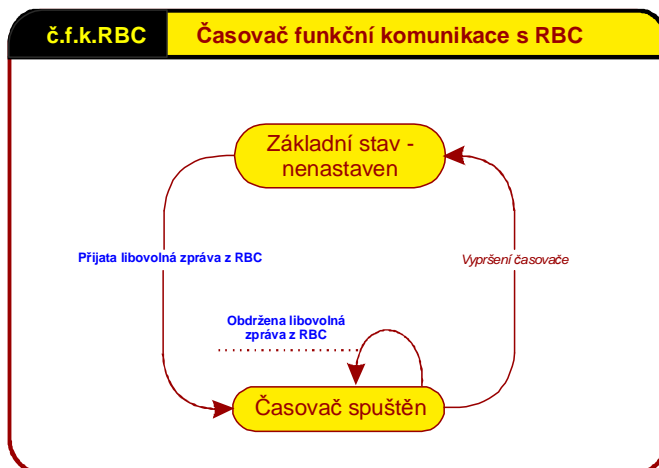 č.f.k.RBC
Časovač funkční komunikace s RBC
Základní stav -
nenastaven
Přijata libovolná zpráva z RBC
Vypršení časovače
Obdržena libovolná
zpráva z RBC
Časovač spuštěn